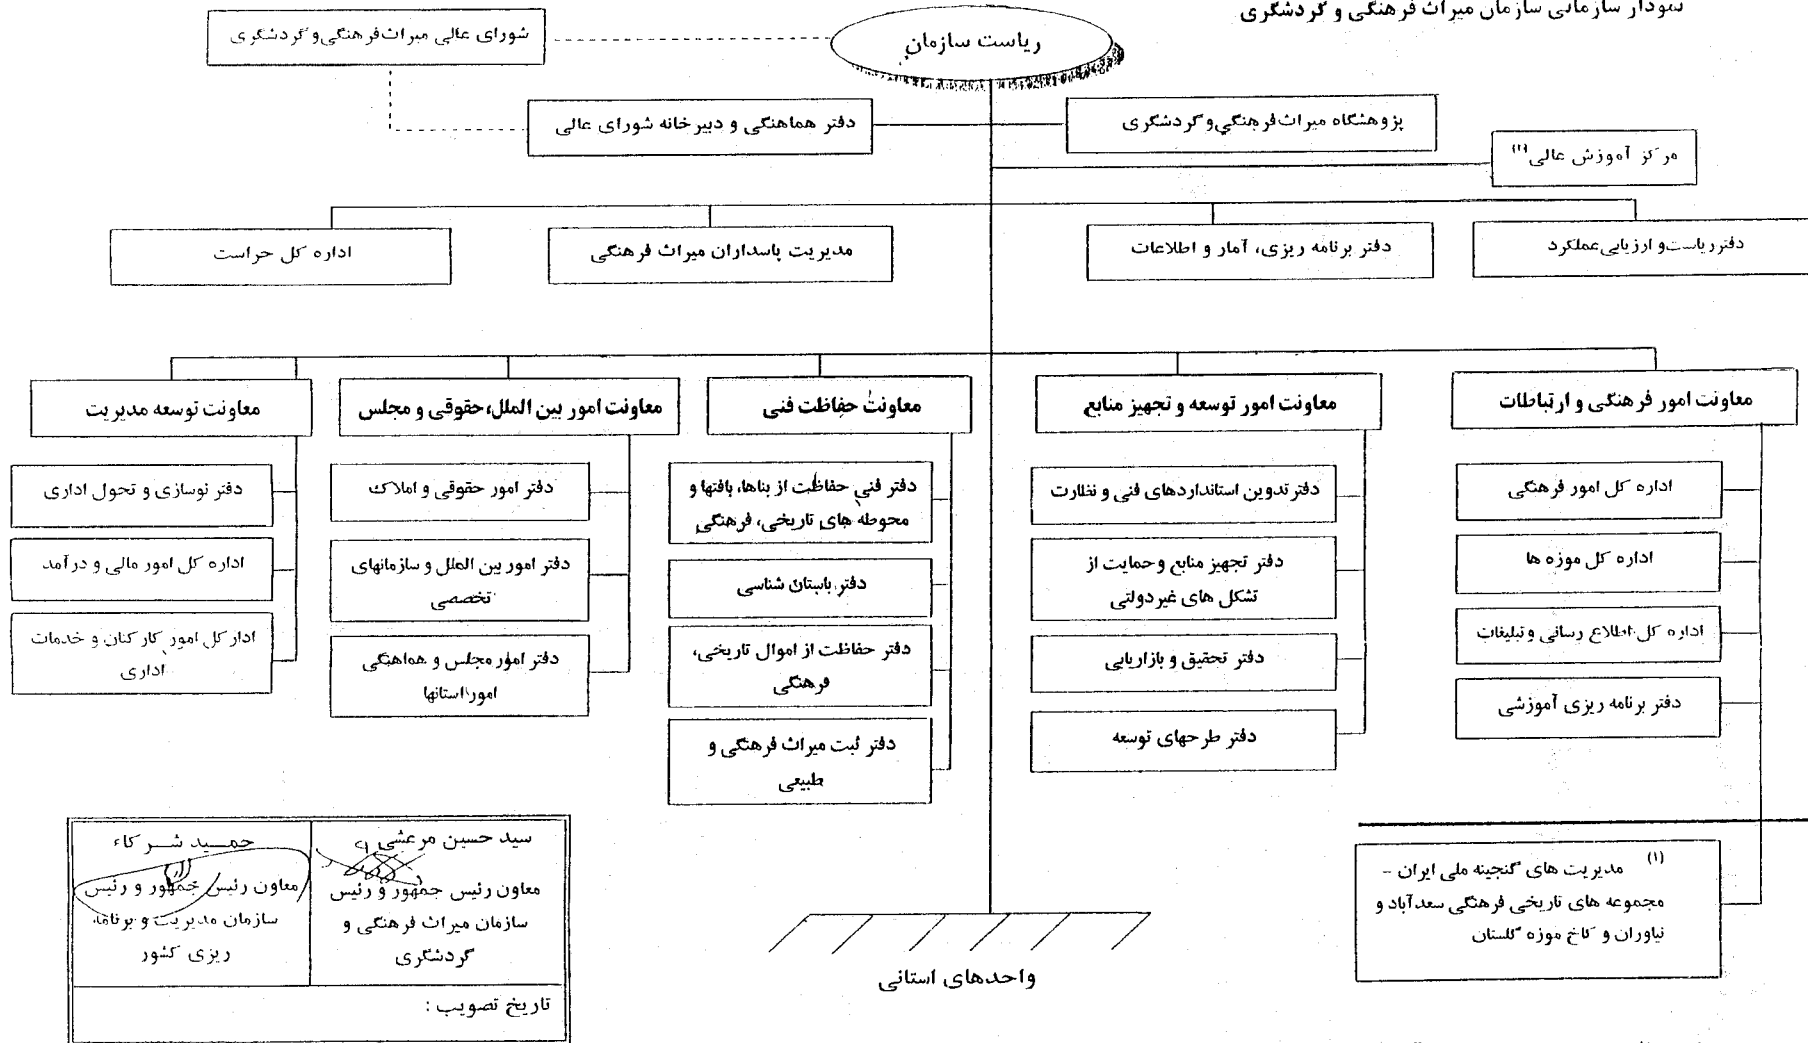 نمودار سازمانی سازمان میراث فرهنگی و گردشگری
ریاست سازمان
شورای عالی میراث فرهنگی و گردشگری
پژوهشگاه میراث فرهنگی و گردشگری
دفتر هماهنگی و دبیرخانه شورای عالی
مرکز آموزش عالی
دفتر ریاست و ارزیابی عملکرد
دفتر برنامه ریزی، آمار و اطلاعات
مدیریت پاسداران میراث فرهنگی
اداره کل حراست
معاونت امور فرهنگی و ارتباطات
اداره کل امور فرهنگی
اداره کل موزه ها
اداره کل اطلاع رسانی و تبلیغات
دفتر برنامه ریزی آموزشی
(۱) مدیریت های گنجینه ملی ایران –
مجموعه های تاریخی فرهنگی سعدآباد و
نیاوران و کاخ موزه گلستان
معاونت امور توسعه و تجهیز منابع
دفتر تدوین استانداردهای فنی و نظارت
دفتر تجهیز منابع و حمایت از
تشکل های غیردولتی
دفتر تحقیق و بازاریابی
دفتر طرحهای توسعه
معاونت حفاظت فنی
دفتر فنی حفاظت از بناها، بافتها و
محوطه های تاریخی، فرهنگی
دفتر باستان شناسی
دفتر حفاظت از اموال تاریخی،
فرهنگی
دفتر ثبت میراث فرهنگی و
طبیعی
معاونت امور بین الملل، حقوقی و مجلس
دفتر امور حقوقی و املاک
دفتر امور بین الملل و سازمانهای
تخصصی
دفتر امور مجلس و هماهنگی
امور استانها
معاونت توسعه مدیریت
دفتر نوسازی و تحول اداری
اداره کل امور مالی و درآمد
ادارکل امور کارکنان و خدمات
اداری
واحدهای استانی
سید حسین مرعشی
معاون رئیس جمهور و رئیس
سازمان میراث فرهنگی و
گردشگری
حمید شرکاء
معاون رئیس جمهور و رئیس
سازمان مدیریت و برنامه
ریزی کشور
تاریخ تصویب :